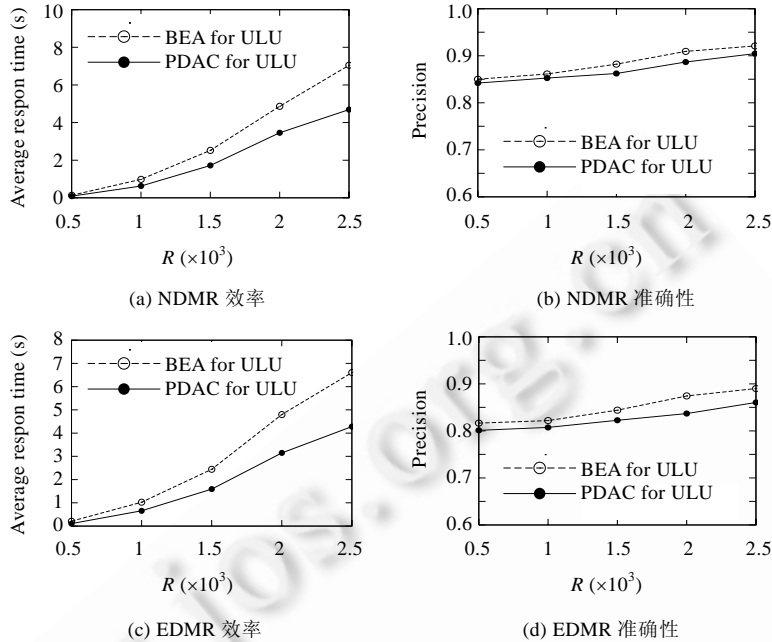 Average respon time (s)
10
8
6
4
2
0
BEA for ULU
PDAC for ULU
0.5 1 1.5 2 2.5
R (×10³)
(a) NDMR 效率
Precision
1.0
0.9
0.8
0.7
0.6
BEA for ULU
PDAC for ULU
0.5 1 1.5 2 2.5
R (×10³)
(b) NDMR 准确性
Average respon time (s)
8
7
6
5
4
3
2
1
0
BEA for ULU
PDAC for ULU
0.5 1 1.5 2 2.5
R (×10³)
(c) EDMR 效率
Precision
1.0
0.9
0.8
0.7
0.6
BEA for ULU
PDAC for ULU
0.5 1 1.5 2 2.5
R (×10³)
(d) EDMR 准确性
ios.org.cn